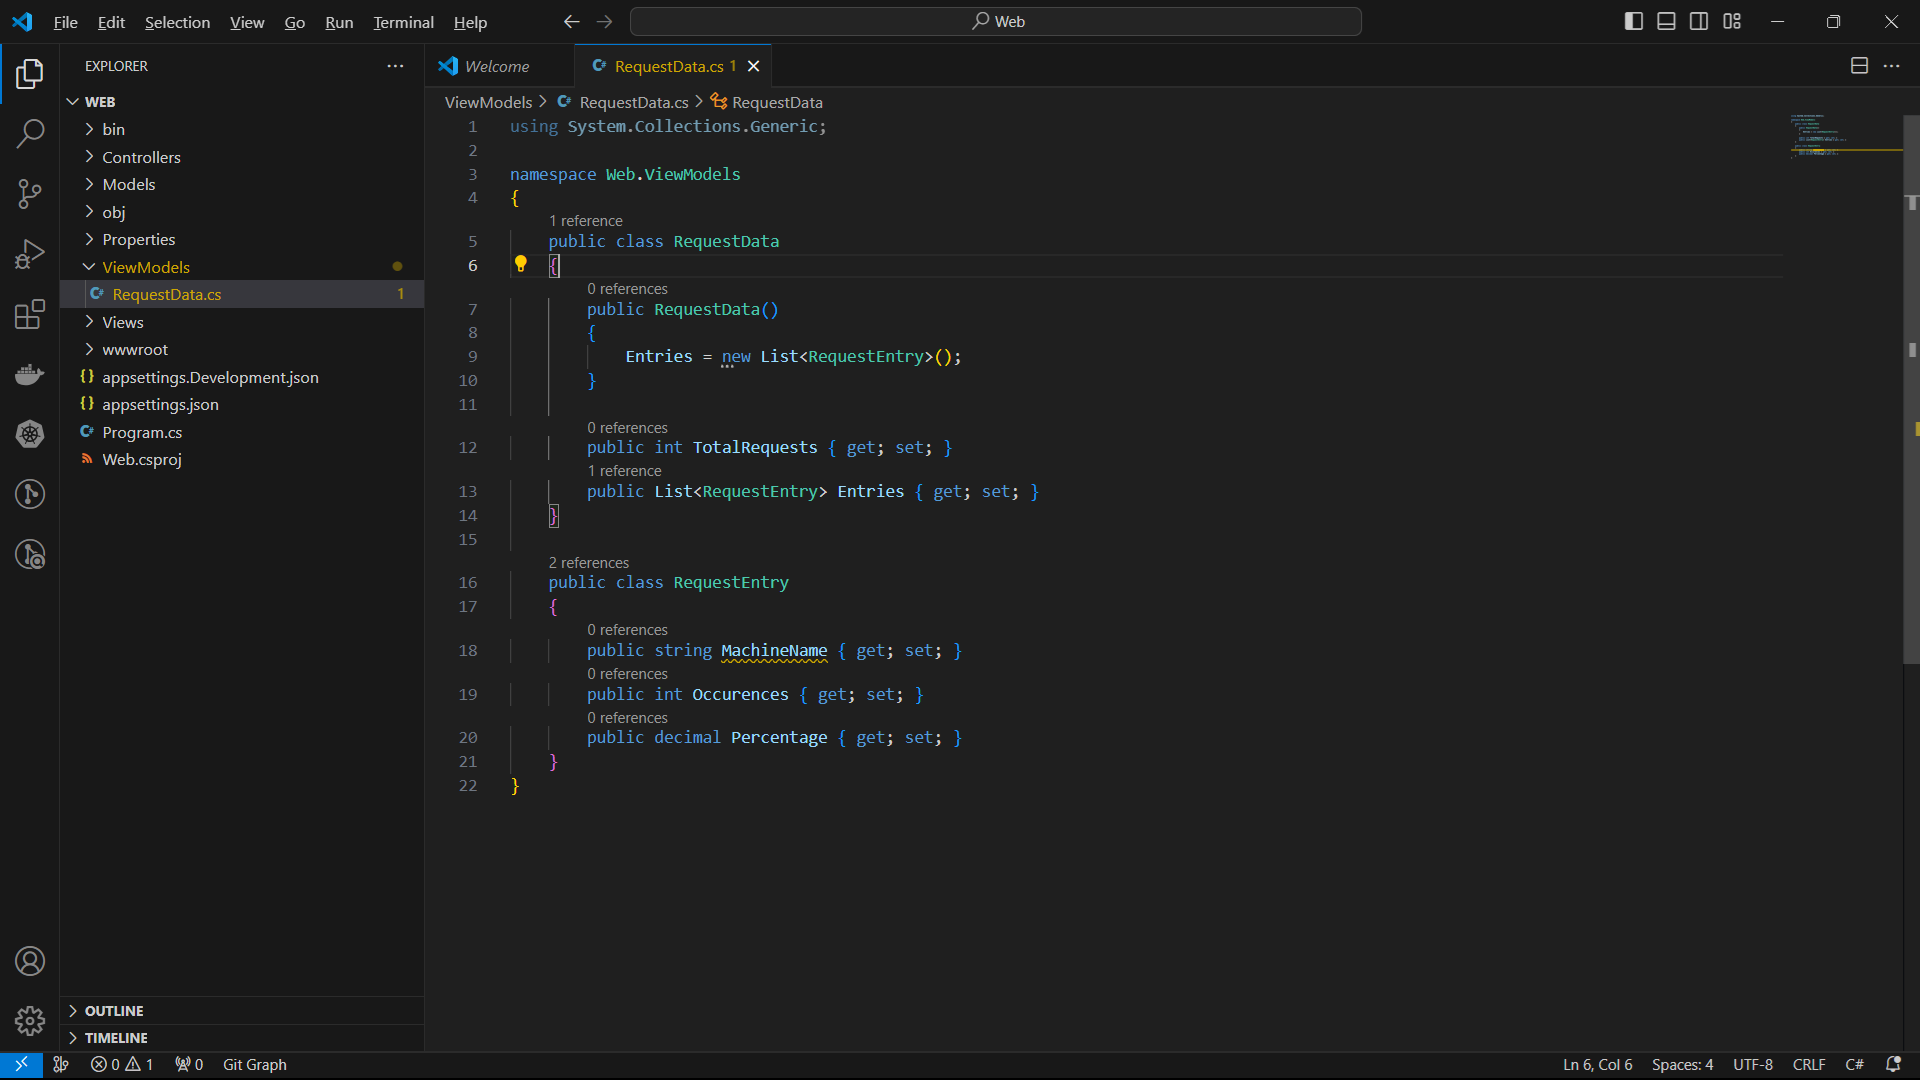 File Edit Selection View Go Run Terminal Help Web
EXPLORER
WEB
bin
Controllers
Models
obj
Properties
ViewModels
RequestData.cs 1
Views
wwwroot
appsettings.Development.json
appsettings.json
Program.cs
Web.csproj
OUTLINE
TIMELINE
Welcome RequestData.cs 1
ViewModels > RequestData.cs > RequestData
1 using System.Collections.Generic;
2
3 namespace Web.ViewModels
4 {
1 reference
5 public class RequestData
6 {
0 references
7 public RequestData()
8 {
9 Entries = new List<RequestEntry>();
10 }
11
0 references
12 public int TotalRequests { get; set; }
1 reference
13 public List<RequestEntry> Entries { get; set; }
14 }
15
2 references
16 public class RequestEntry
17 {
0 references
18 public string MachineName { get; set; }
0 references
19 public int Occurences { get; set; }
0 references
20 public decimal Percentage { get; set; }
21 }
22 }
0 1 0 Git Graph Ln 6, Col 6 Spaces: 4 UTF-8 CRLF C#